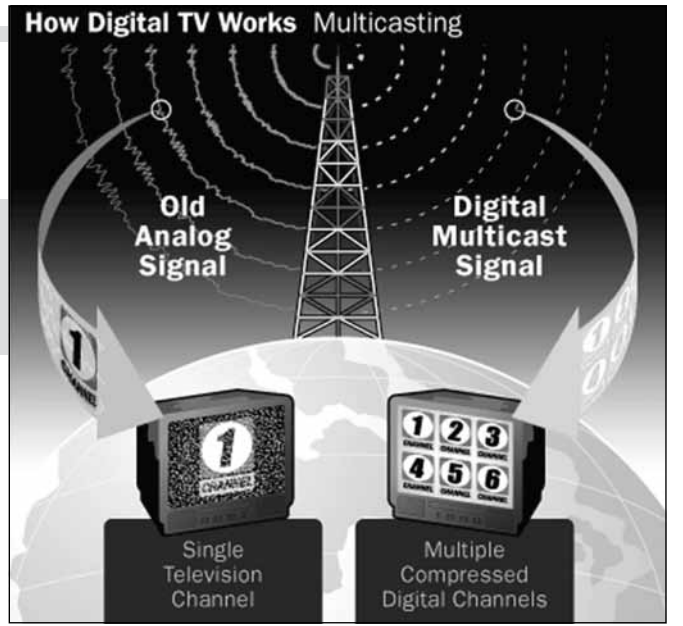 How Digital TV Works Multicasting
Old
Analog
Signal
Digital
Multicast
Signal
1
CHANNEL
1
CHANNEL
1 2 3
CHANNEL CHANNEL CHANNEL
4 5 6
CHANNEL CHANNEL CHANNEL
Single
Television
Channel
Multiple
Compressed
Digital Channels